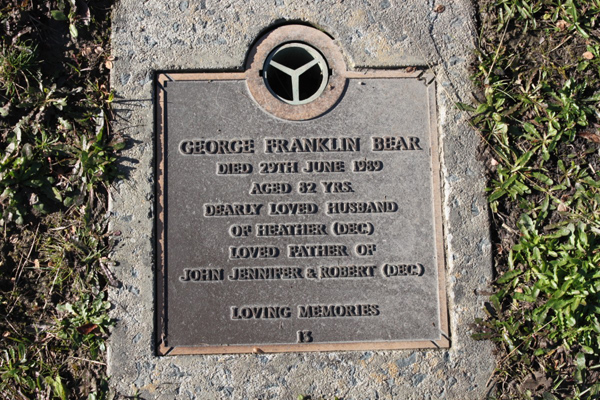 GEORGE FRANKLIN BEAR
DIED 29TH JUNE 1989
AGED 82 YRS.
DEARLY LOVED HUSBAND
OF HEATHER (DEC)
LOVED FATHER OF
JOHN JENNIFER & ROBERT (DEC)
LOVING MEMORIES
13